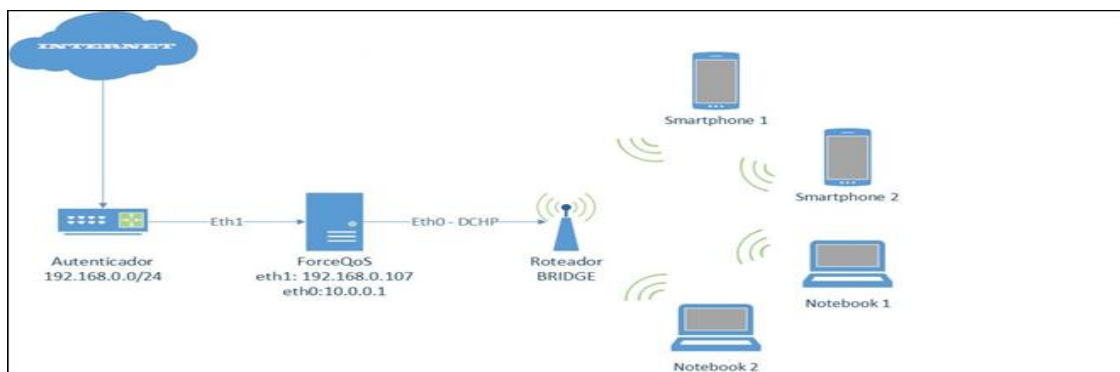 INTERNET
Smartphone 1
Smartphone 2
Eth1
Eth0 - DCHP
Autenticador
192.168.0.0/24
ForceQoS
eth1: 192.168.0.107
eth0:10.0.0.1
Roteador
BRIDGE
Notebook 1
Notebook 2